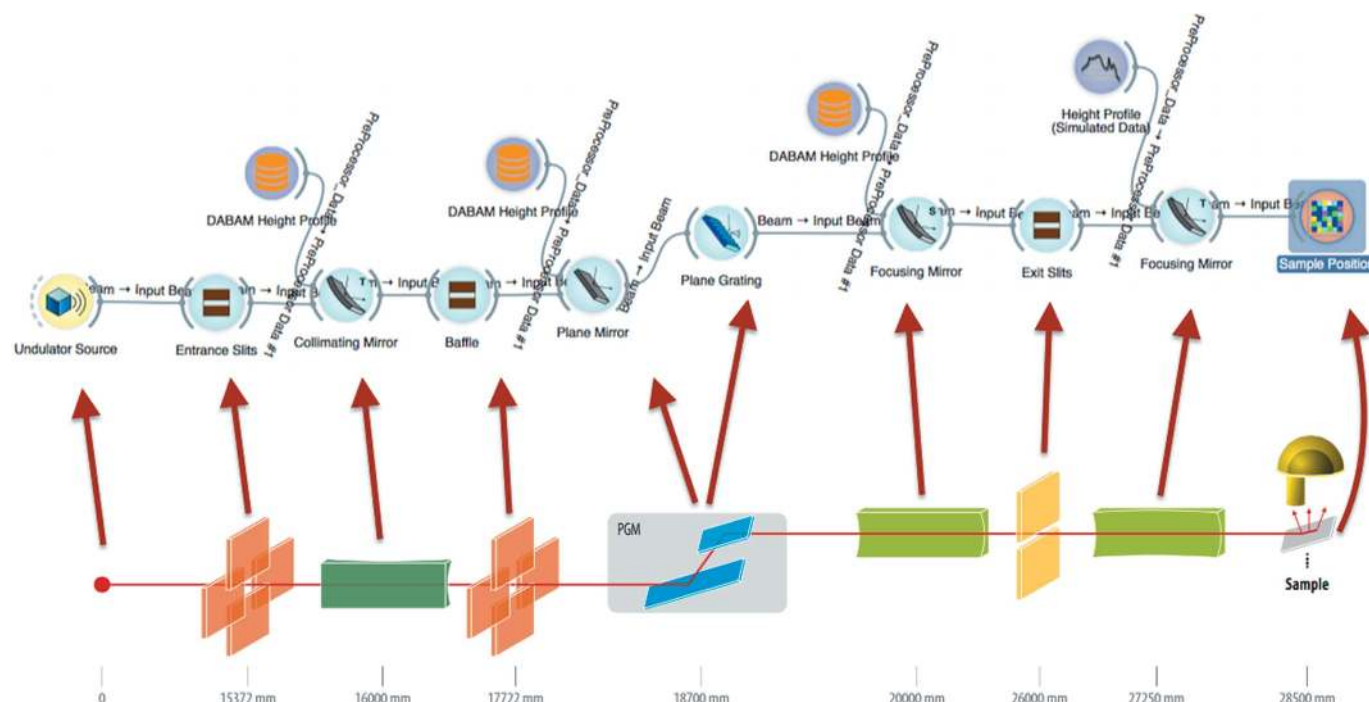 PreProcessor_Data → PreProcessor Data #1
PreProcessor_Data → PreProcessor Data #1
PreProcessor_Data → PreProcessor Data #1
PreProcessor_Data → PreProcessor Data #1
Height Profile
(Simulated Data)
DABAM Height Profile
DABAM Height Profile
DABAM Height Profile
Beam → Input Beam
Beam → Input Beam
Plane Grating
Focusing Mirror
Exit Slits
Focusing Mirror
Sample Position
Undulator Source
Entrance Slits
Collimating Mirror
Baffle
Plane Mirror
PGM
Sample
0
15372 mm
16000 mm
17722 mm
18700 mm
20000 mm
26000 mm
27250 mm
28500 mm